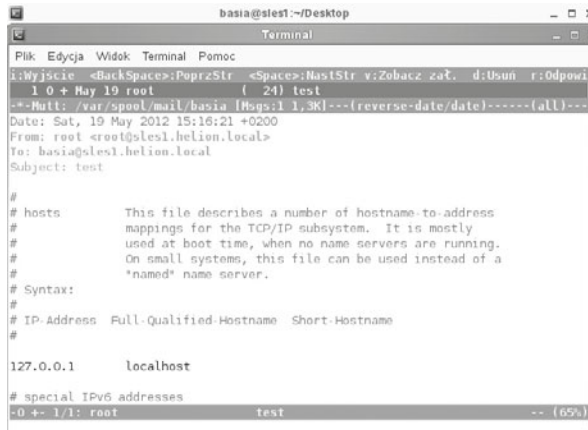 basia@sles1:~/Desktop
Terminal
Plik Edycja Widok Terminal Pomoc
i:Wyjście <BackSpace>:PoprzStr <Space>:NastStr v:Zobacz zał. d:Usuń r:Odpowi
1 O + May 19 root ( 24) test
-*-Mutt: /var/spool/mail/basia [Msgs:1 1,3K]---(reverse-date/date)------(all)---
Date: Sat, 19 May 2012 15:16:21 +0200
From: root <root@sles1.helion.local>
To: basia@sles1.helion.local
Subject: test
#
# hosts This file describes a number of hostname-to-address
# mappings for the TCP/IP subsystem. It is mostly
# used at boot time, when no name servers are running.
# On small systems, this file can be used instead of a
# "named" name server.
# Syntax:
#
# IP-Address Full-Qualified-Hostname Short-Hostname
#
127.0.0.1 localhost
# special IPv6 addresses
-O +- 1/1: root test -- (65%)